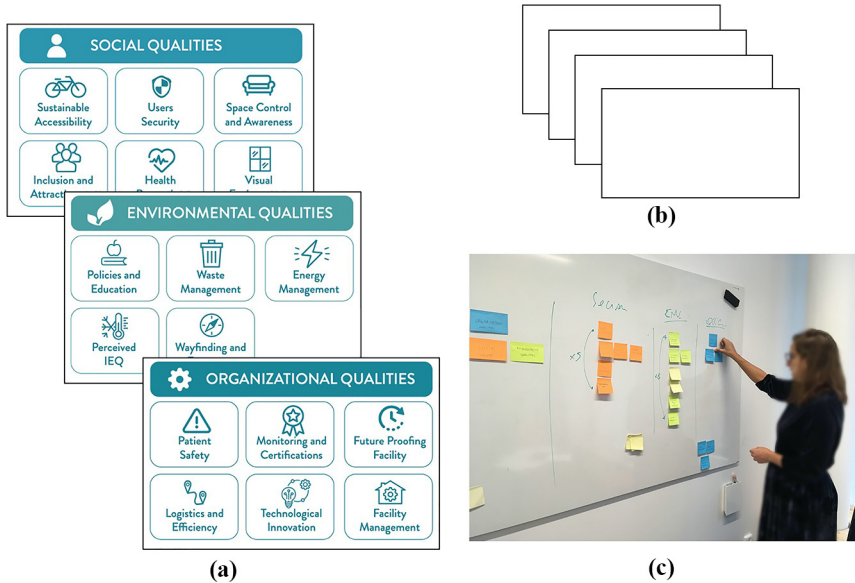 SOCIAL QUALITIES
Sustainable
Accessibility
Users
Security
Space Control
and Awareness
Inclusion and
Health
Visual
ENVIRONMENTAL QUALITIES
Policies and
Education
Waste
Management
Energy
Management
Perceived
IEQ
Wayfinding and
ORGANIZATIONAL QUALITIES
Patient
Safety
Monitoring and
Certifications
Future Proofing
Facility
Logistics and
Efficiency
Technological
Innovation
Facility
Management
(a)
(b)
x5
(c)